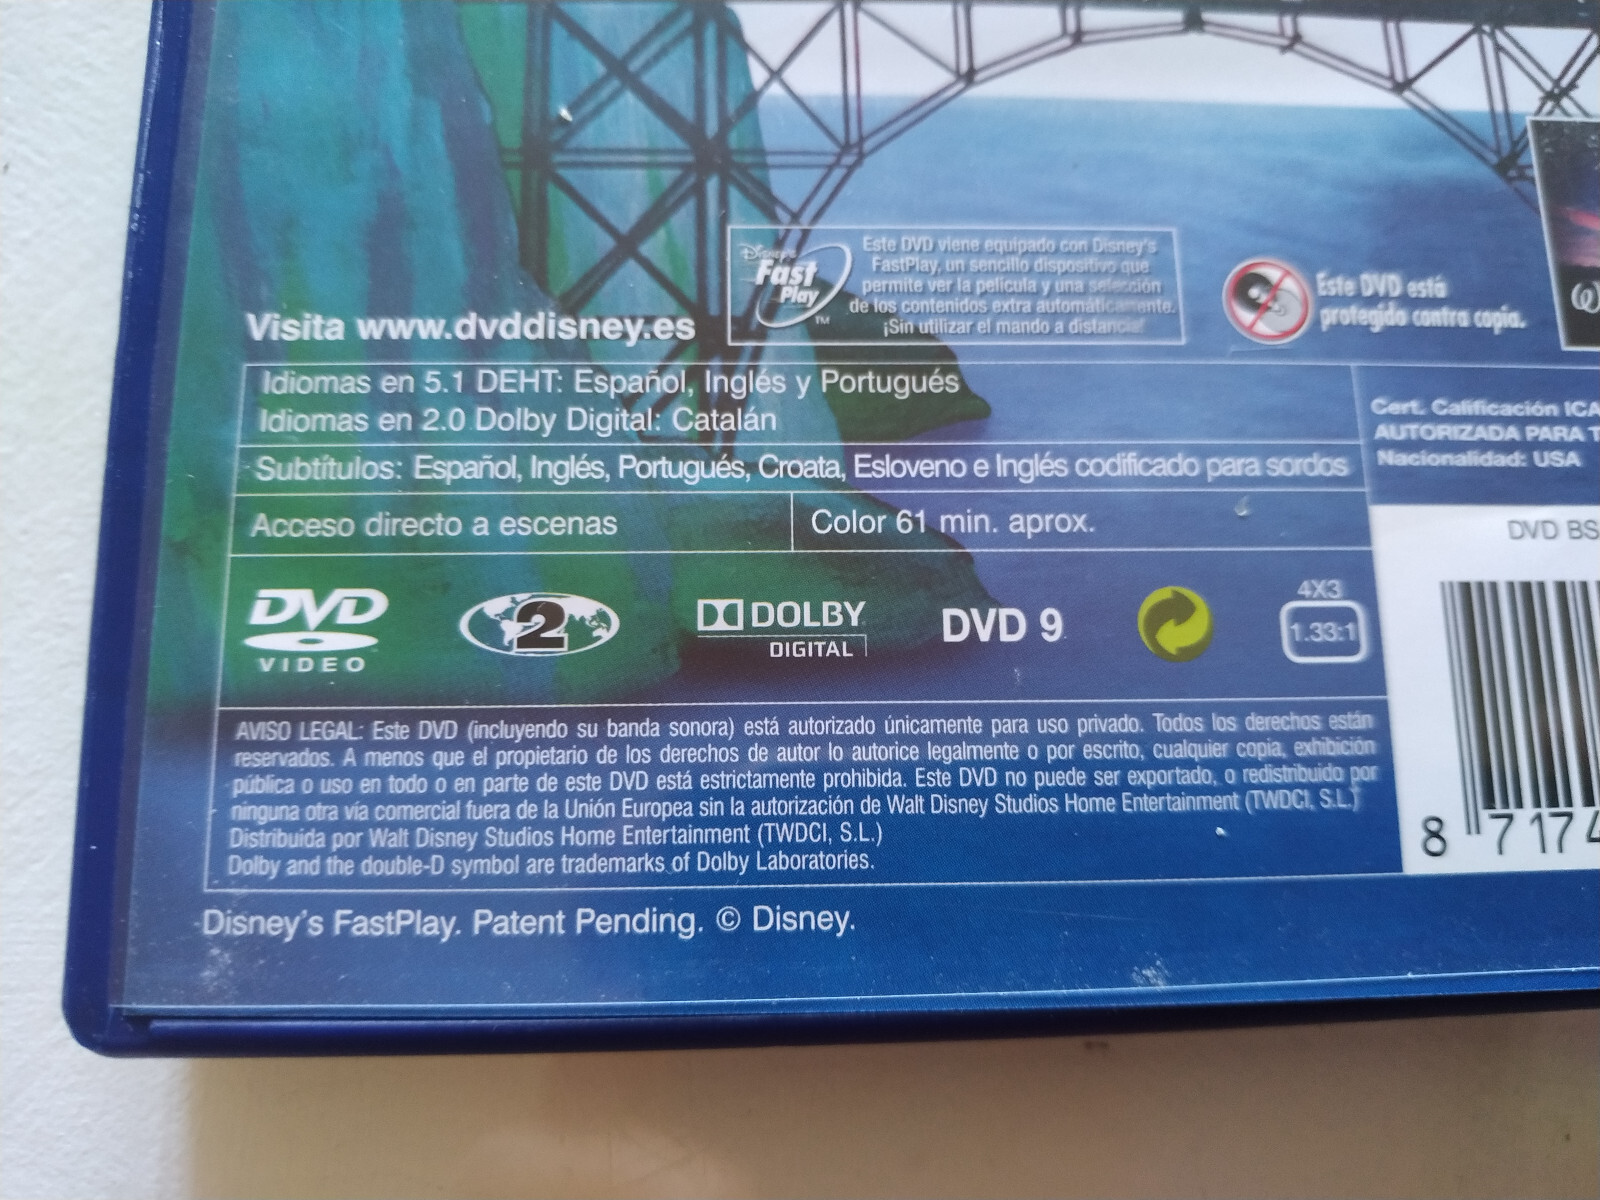 Disney's
Fast
Play
TM
Este DVD viene equipado con Disney's
FastPlay, un sencillo dispositivo que
permite ver la película y una selección
de los contenidos extra automáticamente.
¡Sin utilizar el mando a distancia!
Este DVD está
protegido contra copia.
Visita www.dvddisney.es
Idiomas en 5.1 DEHT: Español, Inglés y Portugués
Idiomas en 2.0 Dolby Digital: Catalán
Subtítulos: Español, Inglés, Portugués, Croata, Esloveno e Inglés codificado para sordos
Acceso directo a escenas
Color 61 min. aprox.
Cert. Calificación ICA
AUTORIZADA PARA T
Nacionalidad: USA
DVD BS
DVD
VIDEO
2
DOLBY
DIGITAL
DVD 9
4X3
1.33:1
AVISO LEGAL: Este DVD (incluyendo su banda sonora) está autorizado únicamente para uso privado. Todos los derechos están
reservados. A menos que el propietario de los derechos de autor lo autorice legalmente o por escrito, cualquier copia, exhibición
pública o uso en todo o en parte de este DVD está estrictamente prohibida. Este DVD no puede ser exportado, o redistribuido por
ninguna otra vía comercial fuera de la Unión Europea sin la autorización de Walt Disney Studios Home Entertainment (TWDCI, S.L.)
Distribuida por Walt Disney Studios Home Entertainment (TWDCI, S.L.)
Dolby and the double-D symbol are trademarks of Dolby Laboratories.
8 7174
Disney's FastPlay. Patent Pending. © Disney.